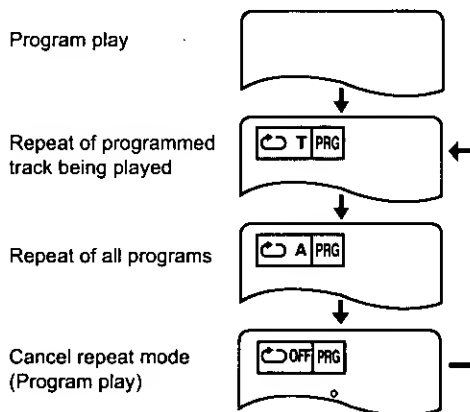 Program play
Repeat of programmed
track being played
T PRG
Repeat of all programs
A PRG
Cancel repeat mode
(Program play)
OFF PRG